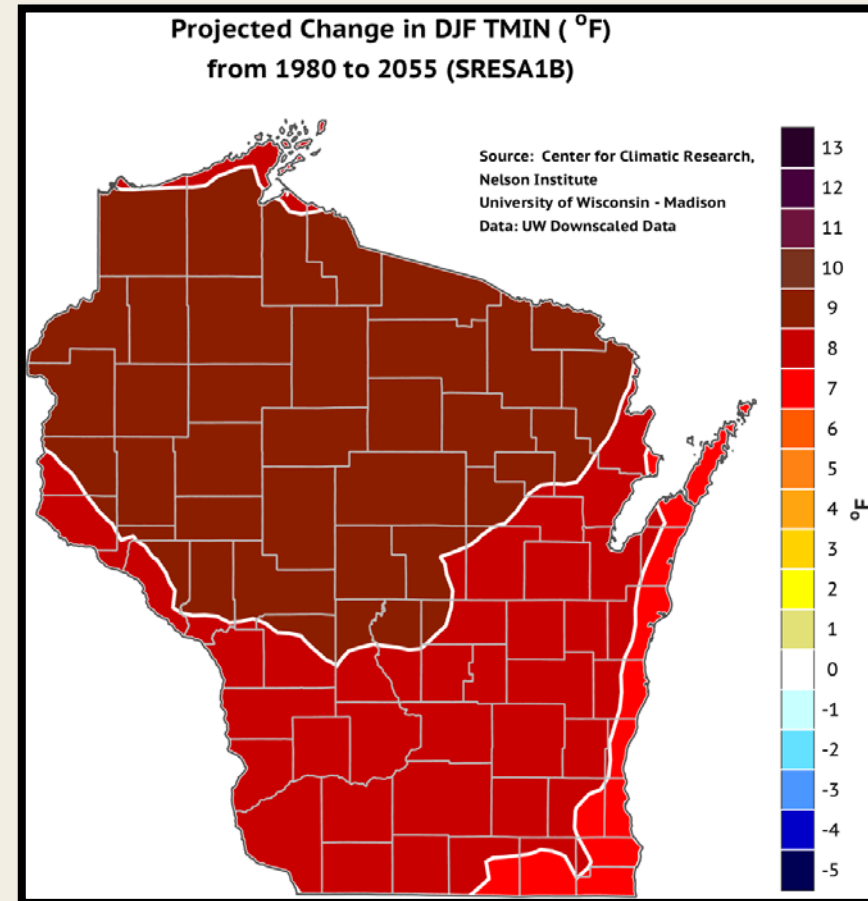 Projected Change in DJF TMIN ( °F)
from 1980 to 2055 (SRESA1B)
Source: Center for Climatic Research,
Nelson Institute
University of Wisconsin - Madison
Data: UW Downscaled Data
13
12
11
10
9
8
7
6
5
4
3
2
1
0
-1
-2
-3
-4
-5
°F